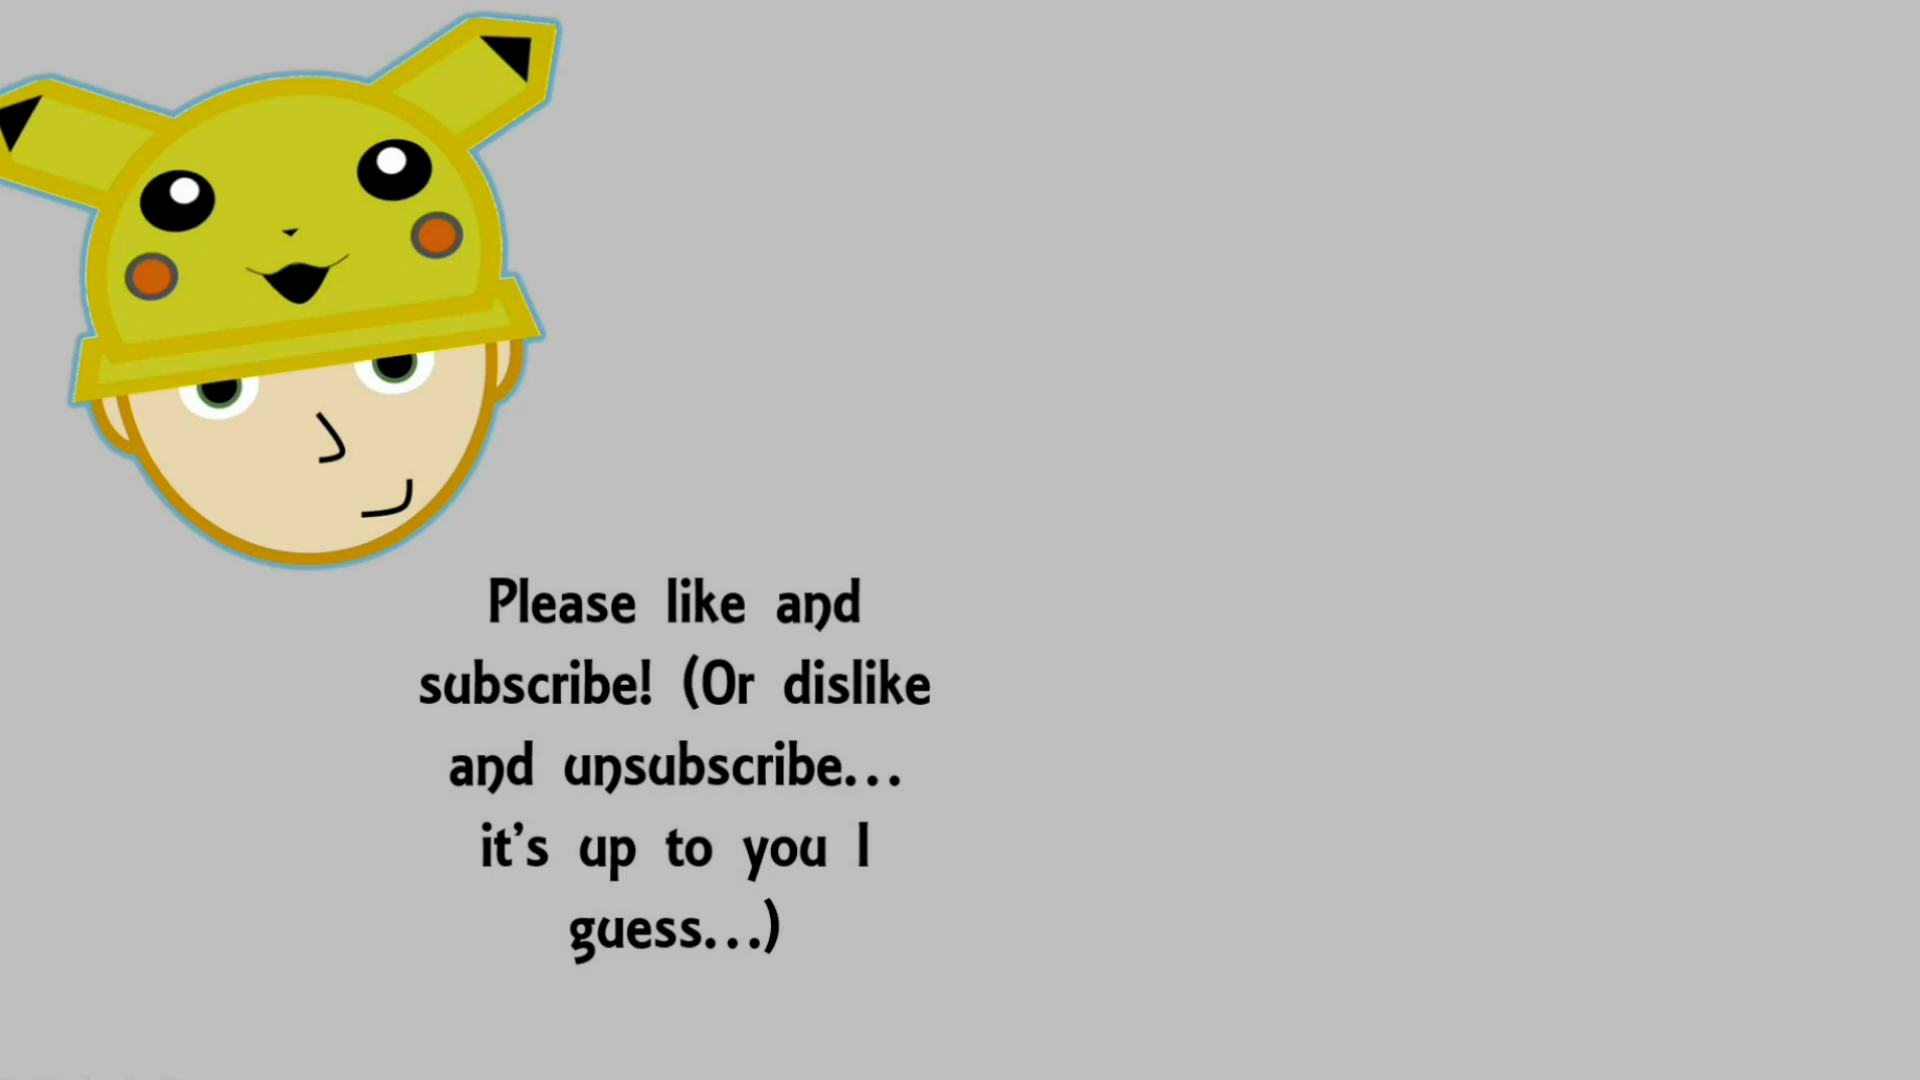 Please like and
subscribe! (Or dislike
and unsubscribe...
it's up to you I
guess...)